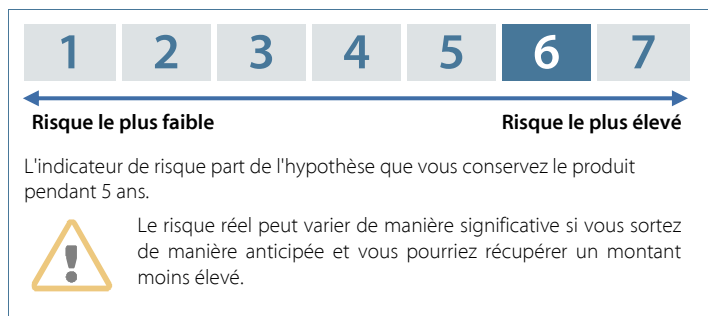 1 2 3 4 5 6 7
Risque le plus faible Risque le plus élevé
L'indicateur de risque part de l'hypothèse que vous conservez le produit
pendant 5 ans.
Le risque réel peut varier de manière significative si vous sortez
de manière anticipée et vous pourriez récupérer un montant
moins élevé.